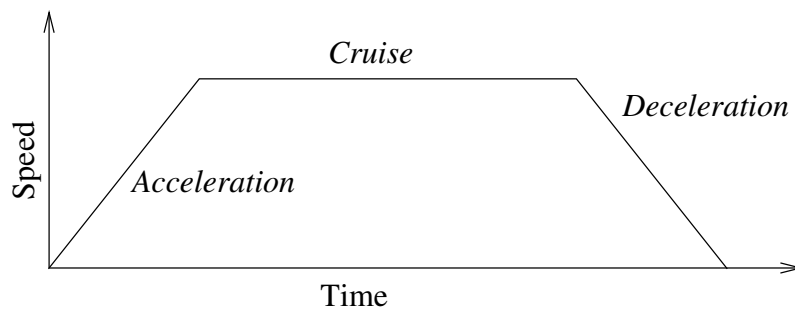 Cruise
Deceleration
Speed
Acceleration
Time